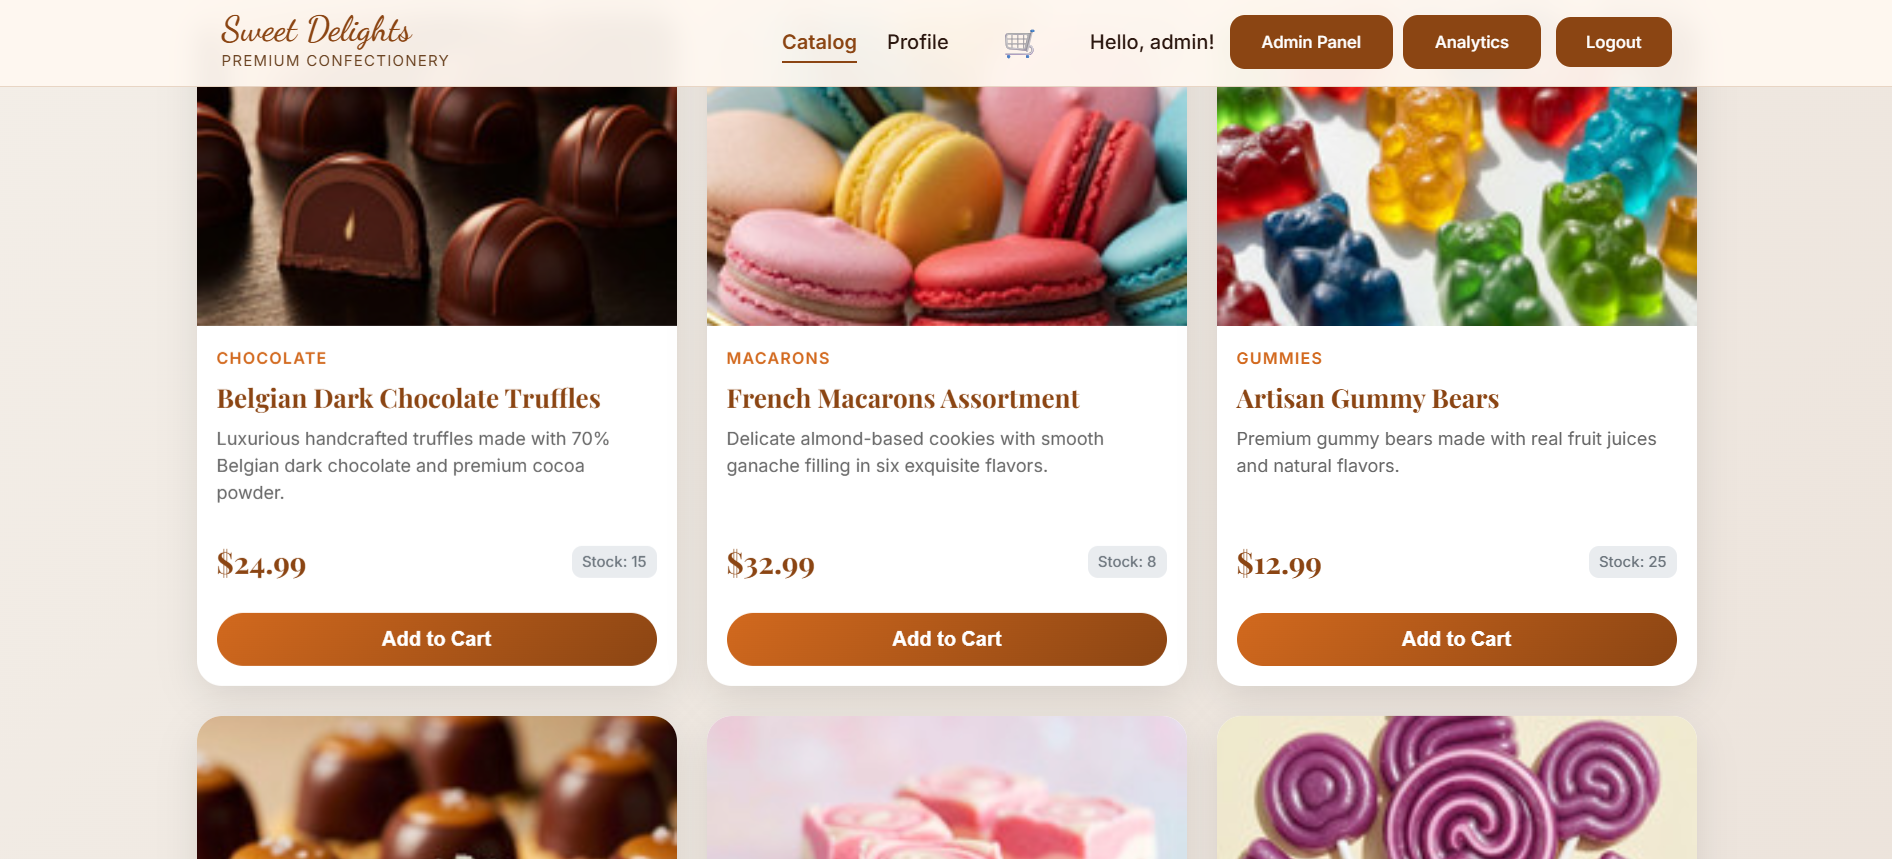 Sweet Delights
PREMIUM CONFECTIONERY
Catalog
Profile
Hello, admin!
Admin Panel
Analytics
Logout
CHOCOLATE
Belgian Dark Chocolate Truffles
Luxurious handcrafted truffles made with 70%
Belgian dark chocolate and premium cocoa
powder.
$24.99
Stock: 15
Add to Cart
MACARONS
French Macarons Assortment
Delicate almond-based cookies with smooth
ganache filling in six exquisite flavors.
$32.99
Stock: 8
Add to Cart
GUMMIES
Artisan Gummy Bears
Premium gummy bears made with real fruit juices
and natural flavors.
$12.99
Stock: 25
Add to Cart